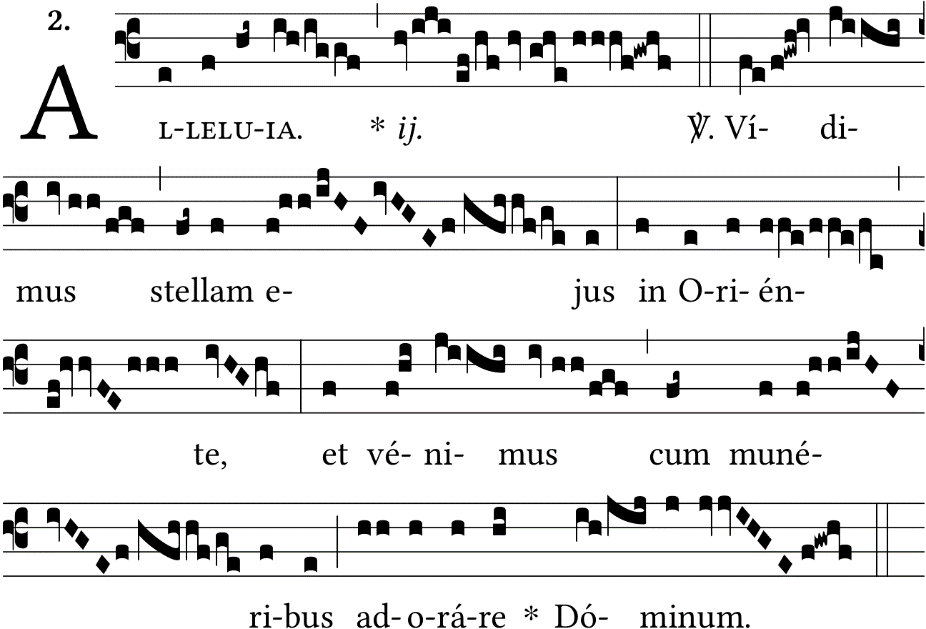 2.
AL-LELU-IA. * ij. ℣. Ví- di-
mus stellam e- jus in O-ri-én-
te, et vé-ni- mus cum muné-
ri-bus ad-o-rá-re * Dó- minum.